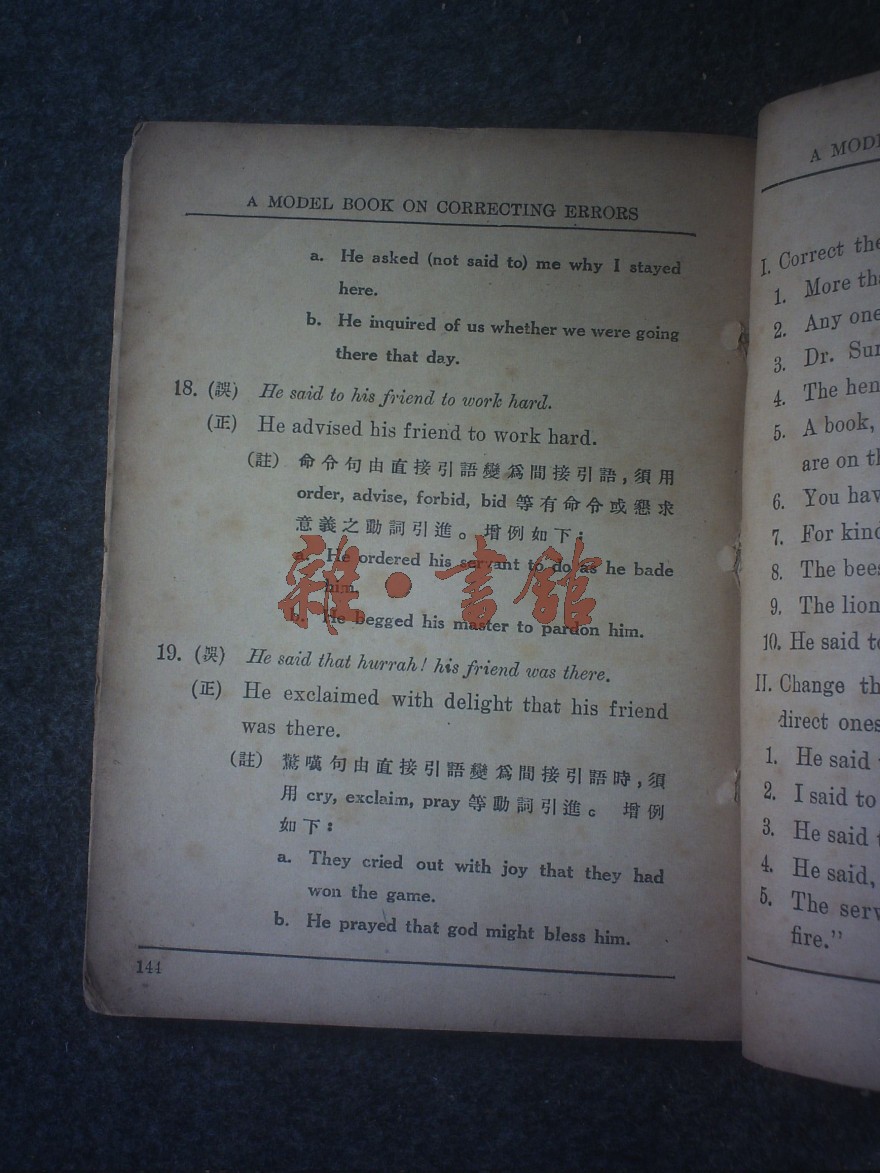 A MODEL BOOK ON CORRECTING ERRORS
a. He asked (not said to) me why I stayed
here.
b. He inquired of us whether we were going
there that day.
18. (誤) He said to his friend to work hard.
(正) He advised his friend to work hard.
(註) 命令句由直接引語變爲間接引語,須用
order, advise, forbid, bid 等有命令或懇求
意義之動詞引進。增例如下:
a. He ordered his servant to do as he bade
him.
b. He begged his master to pardon him.
19. (誤) He said that hurrah! his friend was there.
(正) He exclaimed with delight that his friend
was there.
(註) 驚嘆句由直接引語變爲間接引語時,須
用 cry, exclaim, pray 等動詞引進。 增例
如下:
a. They cried out with joy that they had
won the game.
b. He prayed that god might bless him.
144
雜·書館
A MODE
I. Correct the
1. More tha
2. Any one
3. Dr. Sun
4. The hen
5. A book,
are on th
6. You hav
7. For kind
8. The bees
9. The lion
10. He said to
II. Change th
direct ones
1. He said
2. I said to
3. He said
4. He said,
5. The serv
fire."